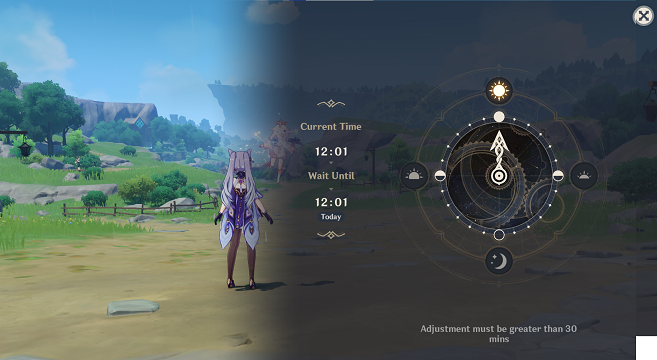 Current Time
12:01
Wait Until
12:01
Today
Adjustment must be greater than 30
mins